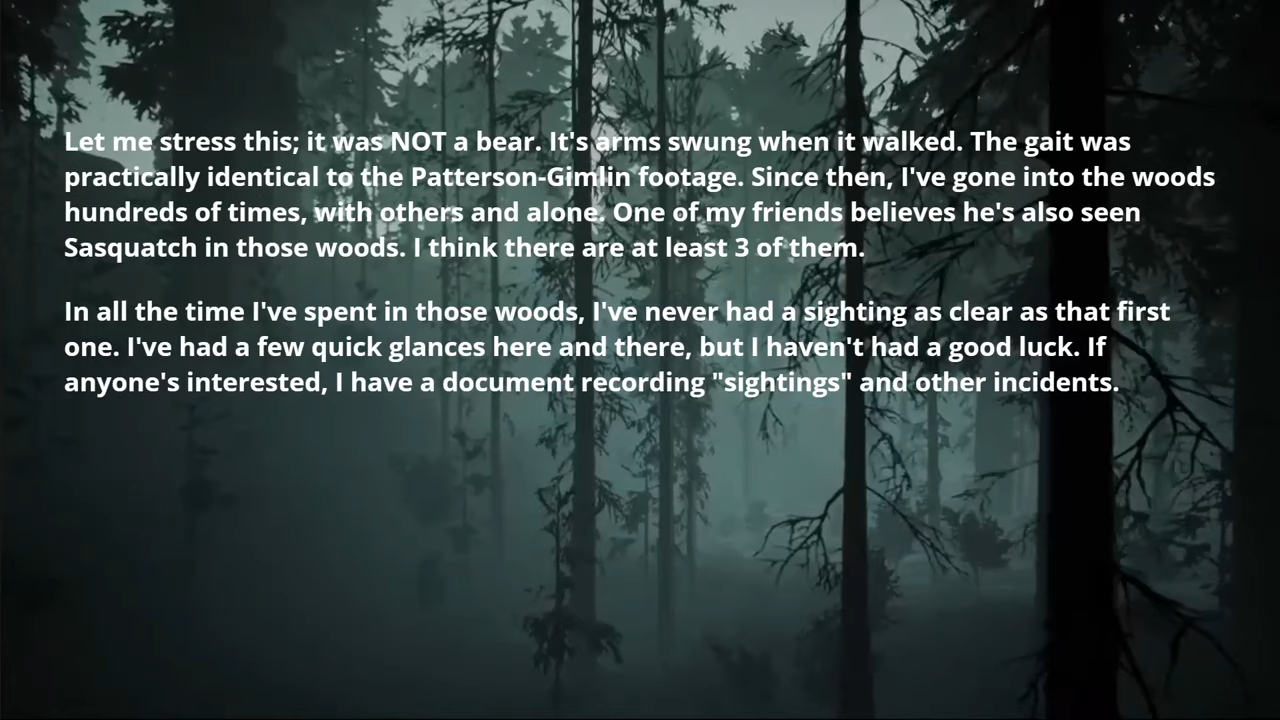 Let me stress this; it was NOT a bear. It's arms swung when it walked. The gait was
practically identical to the Patterson-Gimlin footage. Since then, I've gone into the woods
hundreds of times, with others and alone. One of my friends believes he's also seen
Sasquatch in those woods. I think there are at least 3 of them.
In all the time I've spent in those woods, I've never had a sighting as clear as that first
one. I've had a few quick glances here and there, but I haven't had a good luck. If
anyone's interested, I have a document recording "sightings" and other incidents.